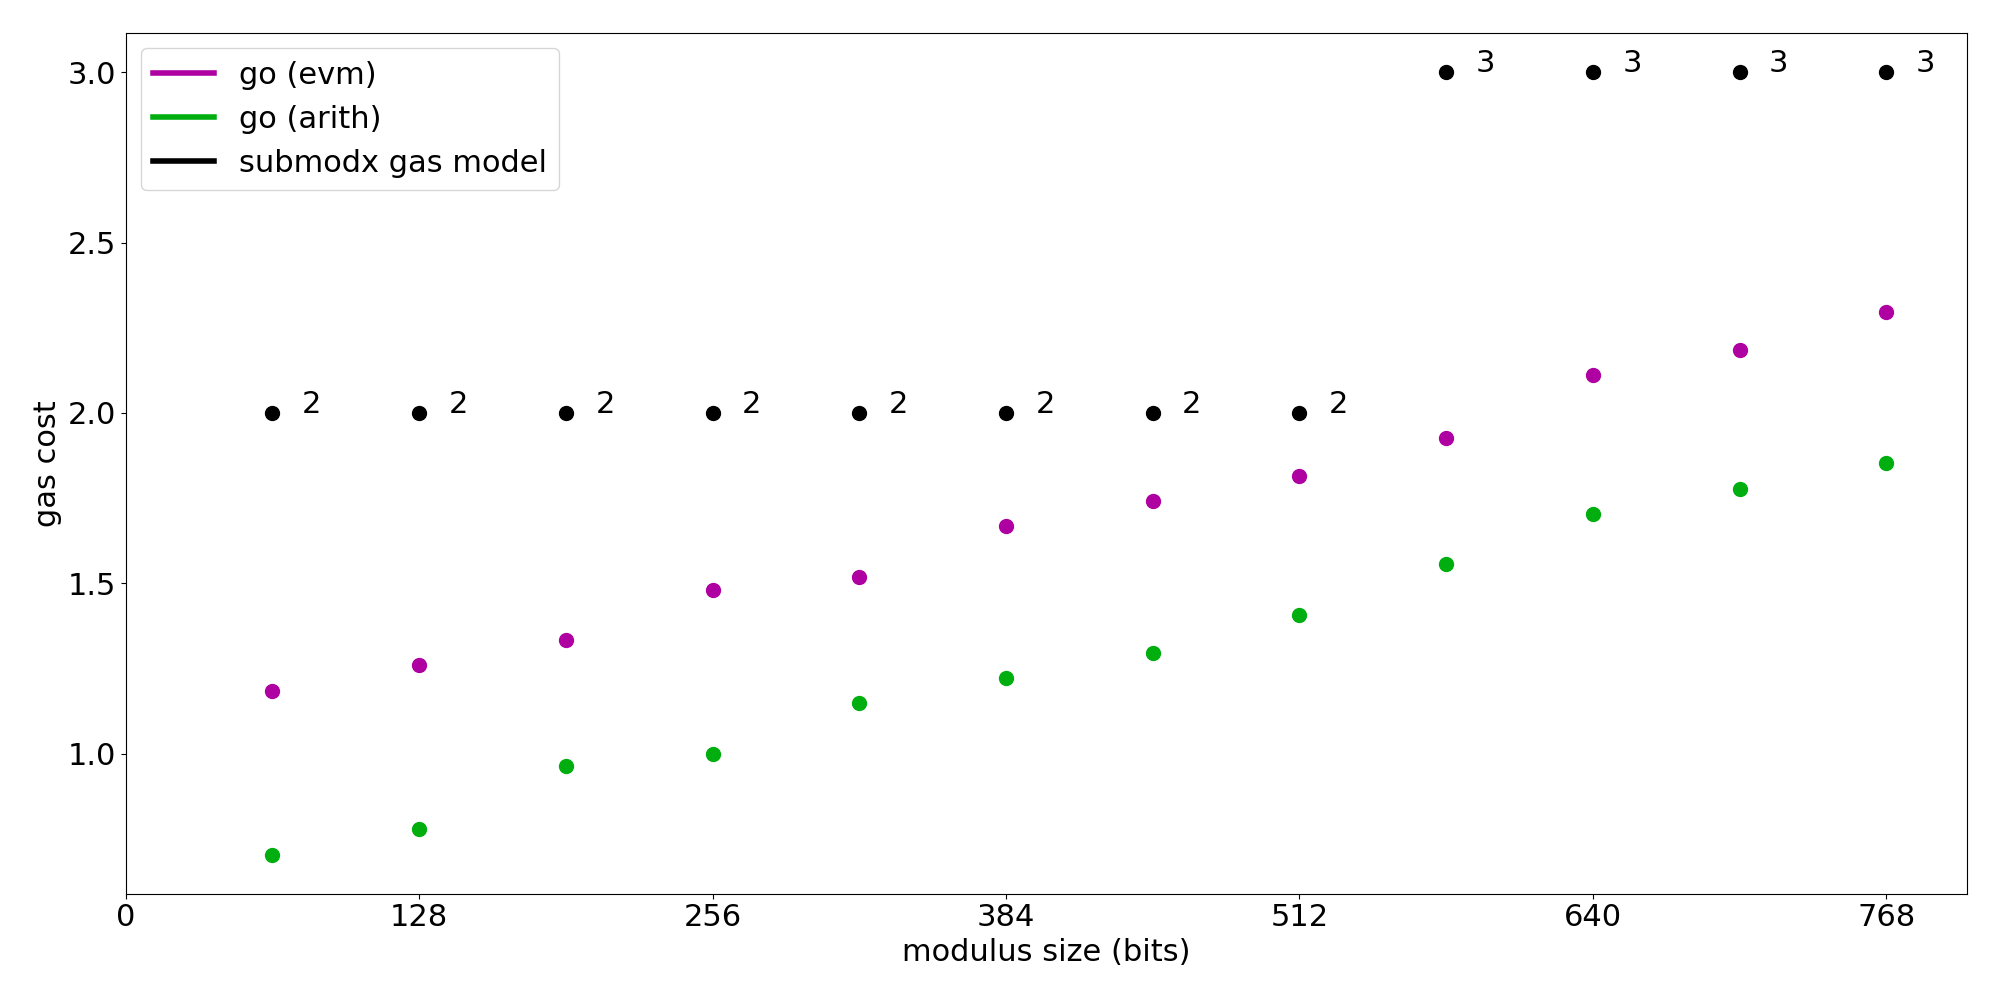 go (evm)
go (arith)
submodx gas model
3.0
3 3 3 3
2.5
2.0
2 2 2 2 2 2 2 2
1.5
1.0
gas cost
0 128 256 384 512 640 768
modulus size (bits)